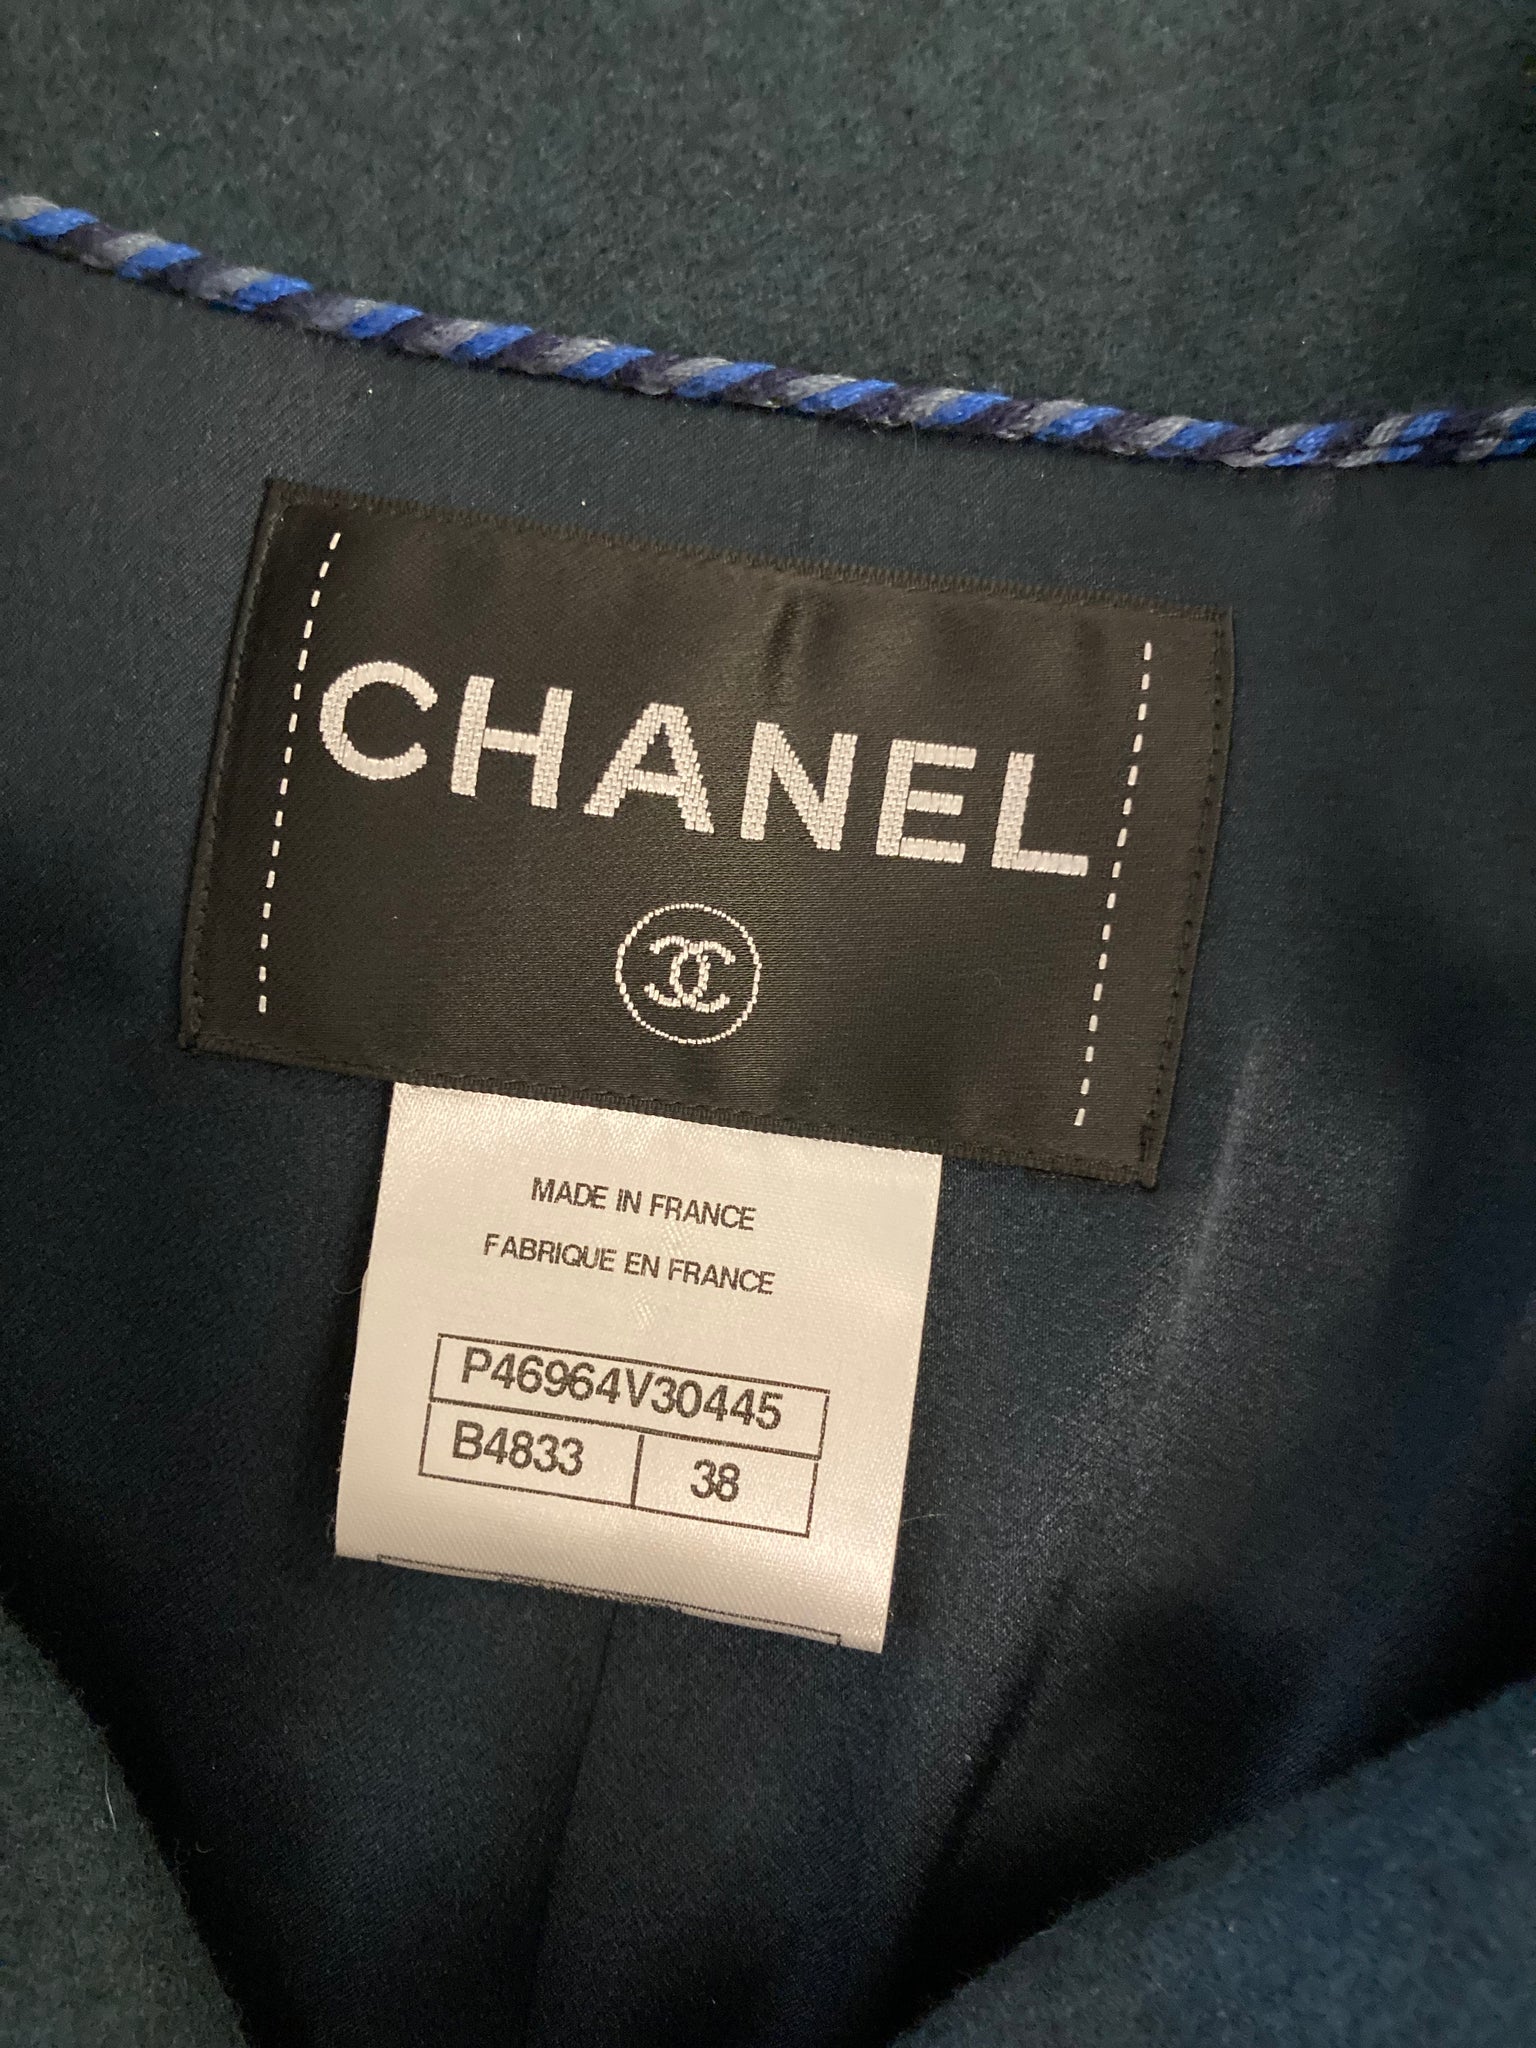 CHANEL
MADE IN FRANCE
FABRIQUE EN FRANCE
P46964V30445
B4833 38